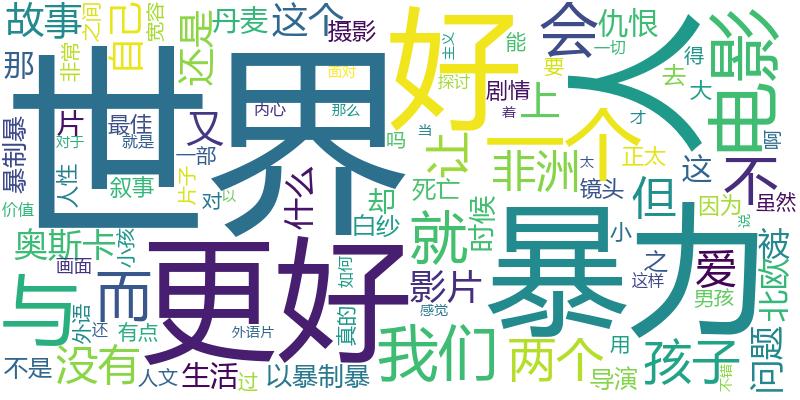 故事
那
非常
之间
自己
宽容
还是
丹麦
这个
摄影
好
会
仇恨
能
一切
主义
人
电影
得
大
去
要
世界
片
最佳
又
内心
那么
面对
探讨
剧情
上
着
当
才
暴制暴
对于
就是
一部
吗
让
一个
非洲
正太
太
这
不
虽然
人性
叙事
片子
对
以
什么
却
死亡
镜头
但
因为
说
价值
白纱
就
时候
小
爱
被
奥斯卡
小孩
更好
暴力
之
这样
北欧
画面
如何
影片
男孩
与
而
外语
还
有点
外语片
真的
感觉
我们
两个
用
孩子
不错
问题
不是
没有
人文
生活
过
以暴制暴
导演